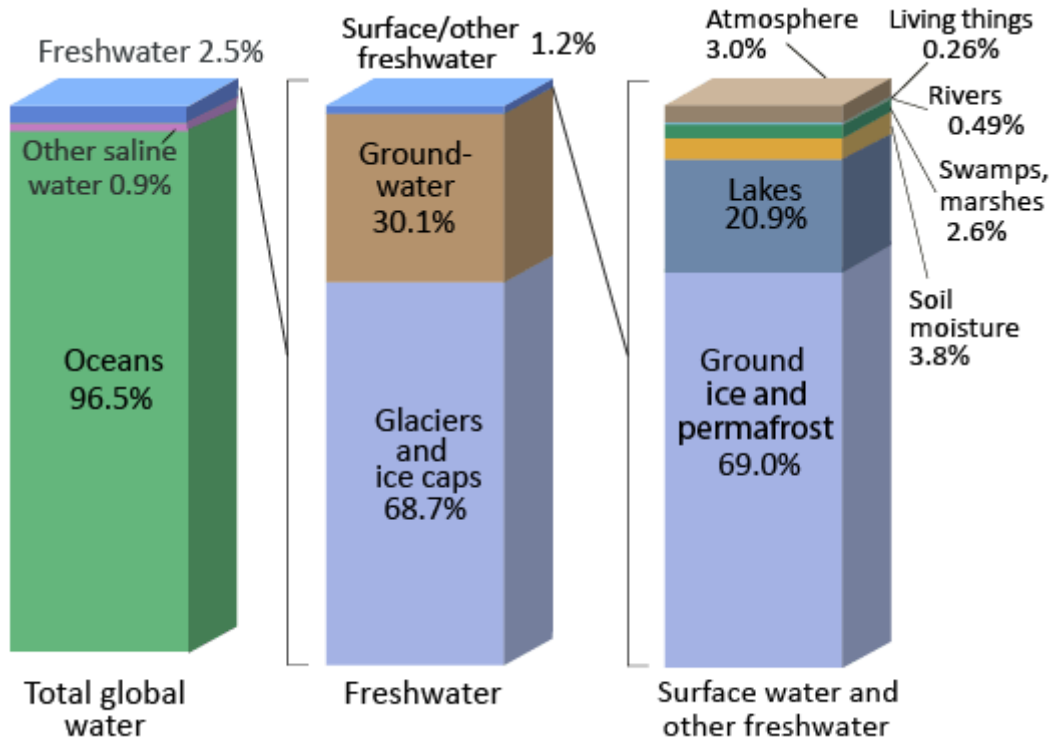 Freshwater 2.5%
Other saline
water 0.9%
Oceans
96.5%
Total global
water
Surface/other
freshwater
1.2%
Ground-
water
30.1%
Glaciers
and
ice caps
68.7%
Freshwater
Atmosphere
3.0%
Living things
0.26%
Rivers
0.49%
Swamps,
marshes
2.6%
Soil
moisture
3.8%
Lakes
20.9%
Ground
ice and
permafrost
69.0%
Surface water and
other freshwater